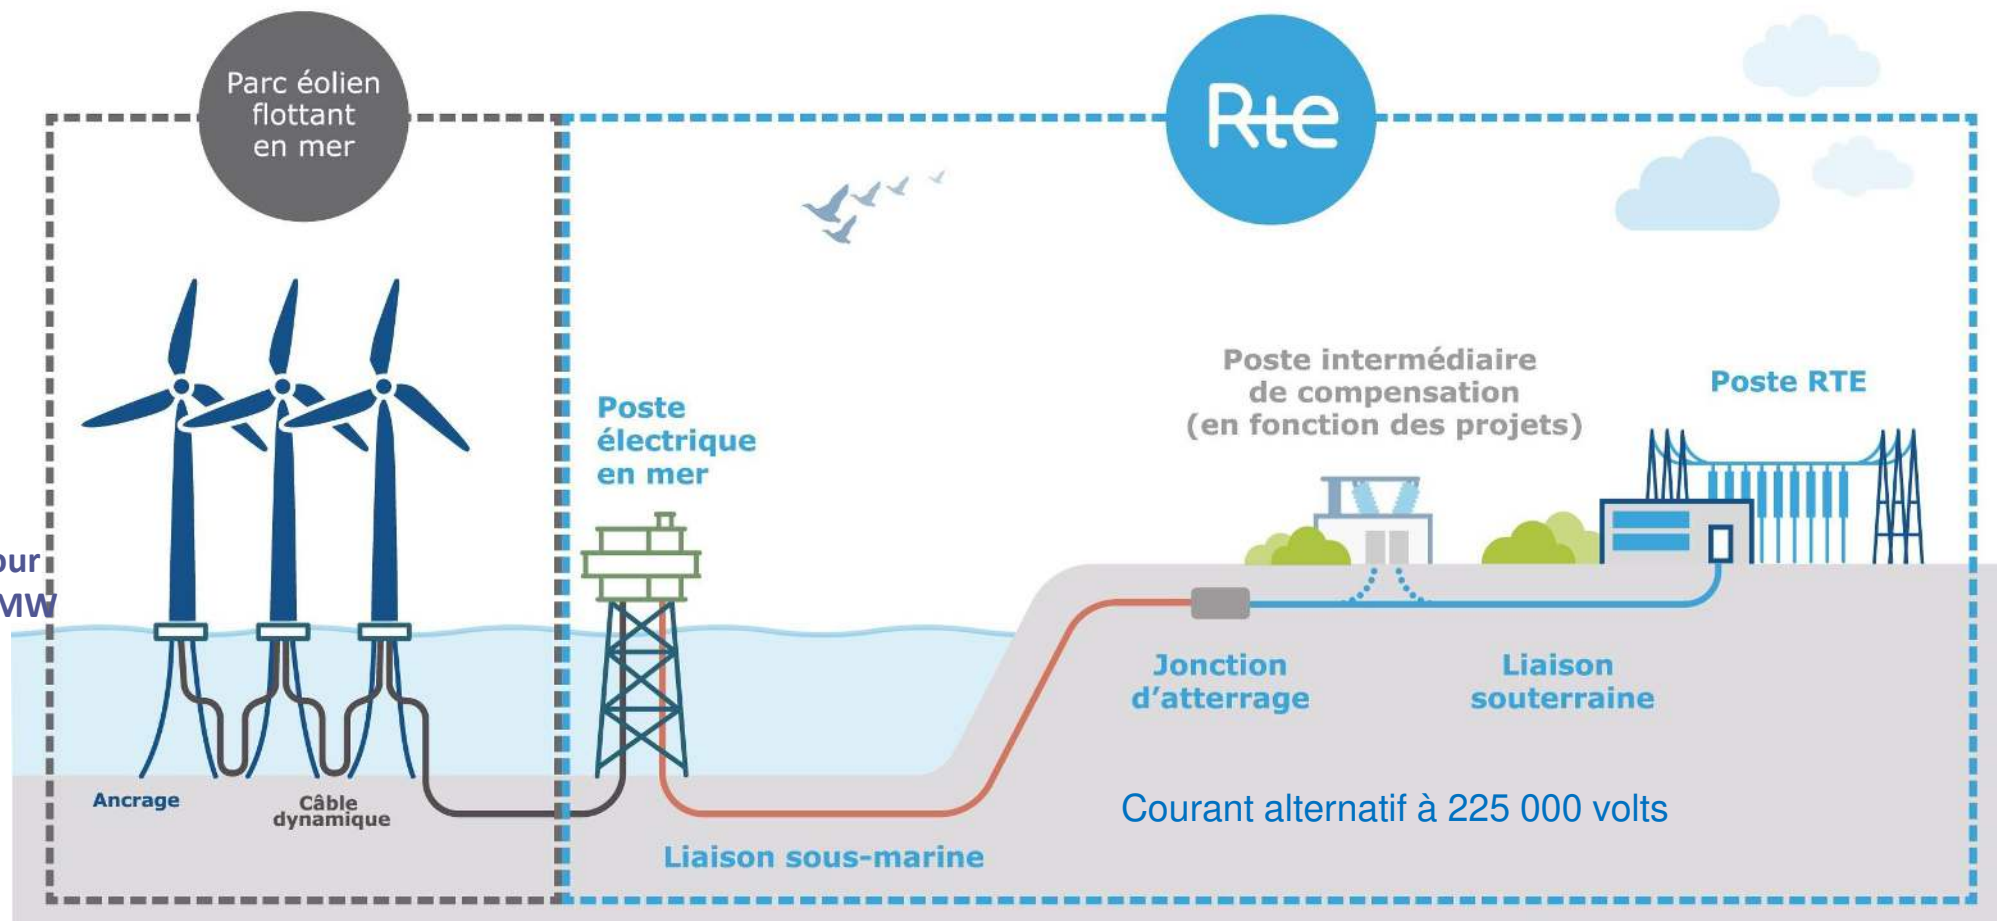 Parc éolien
flottant
en mer
Rte
Poste
électrique
en mer
Poste intermédiaire
de compensation
(en fonction des projets)
Poste RTE
MW
Jonction
d'atterrage
Liaison
souterraine
Ancrage
Câble
dynamique
Courant alternatif à 225 000 volts
Liaison sous-marine